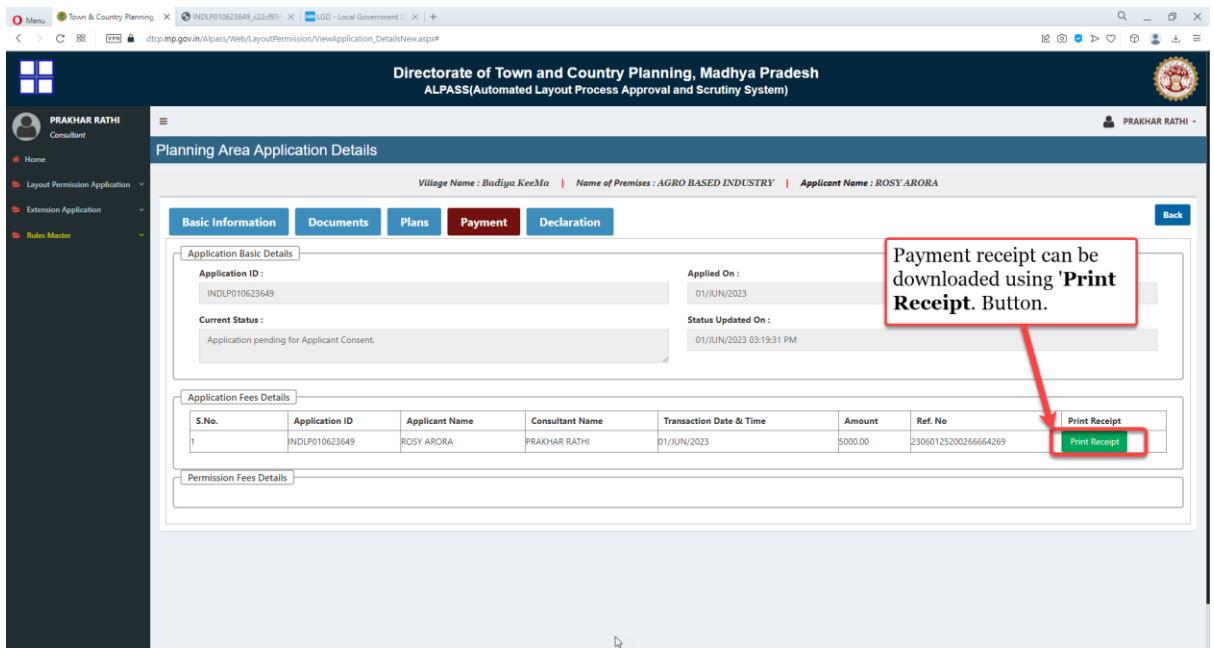 Menu
Town & Country Planning,
INDLP010623649_c22cf95
LGD - Local Government D
VPN
dtcp.mp.gov.in/Alpass/Web/LayoutPermission/ViewApplication_DetailsNew.aspx#
Directorate of Town and Country Planning, Madhya Pradesh
ALPASS(Automated Layout Process Approval and Scrutiny System)
PRAKHAR RATHI
Consultant
PRAKHAR RATHI
Home
Layout Permission Application
Extension Application
Rules Master
Planning Area Application Details
Village Name : Badiya KeeMa | Name of Premises : AGRO BASED INDUSTRY | Applicant Name : ROSY ARORA
Basic Information Documents Plans Payment Declaration Back
Application Basic Details
Application ID : Applied On :
INDLP010623649 01/JUN/2023
Current Status : Status Updated On :
Application pending for Applicant Consent. 01/JUN/2023 03:19:31 PM
Payment receipt can be
downloaded using 'Print
Receipt. Button.
Application Fees Details
S.No. Application ID Applicant Name Consultant Name Transaction Date & Time Amount Ref. No Print Receipt
1 INDLP010623649 ROSY ARORA PRAKHAR RATHI 01/JUN/2023 5000.00 23060125200266664269 Print Receipt
Permission Fees Details